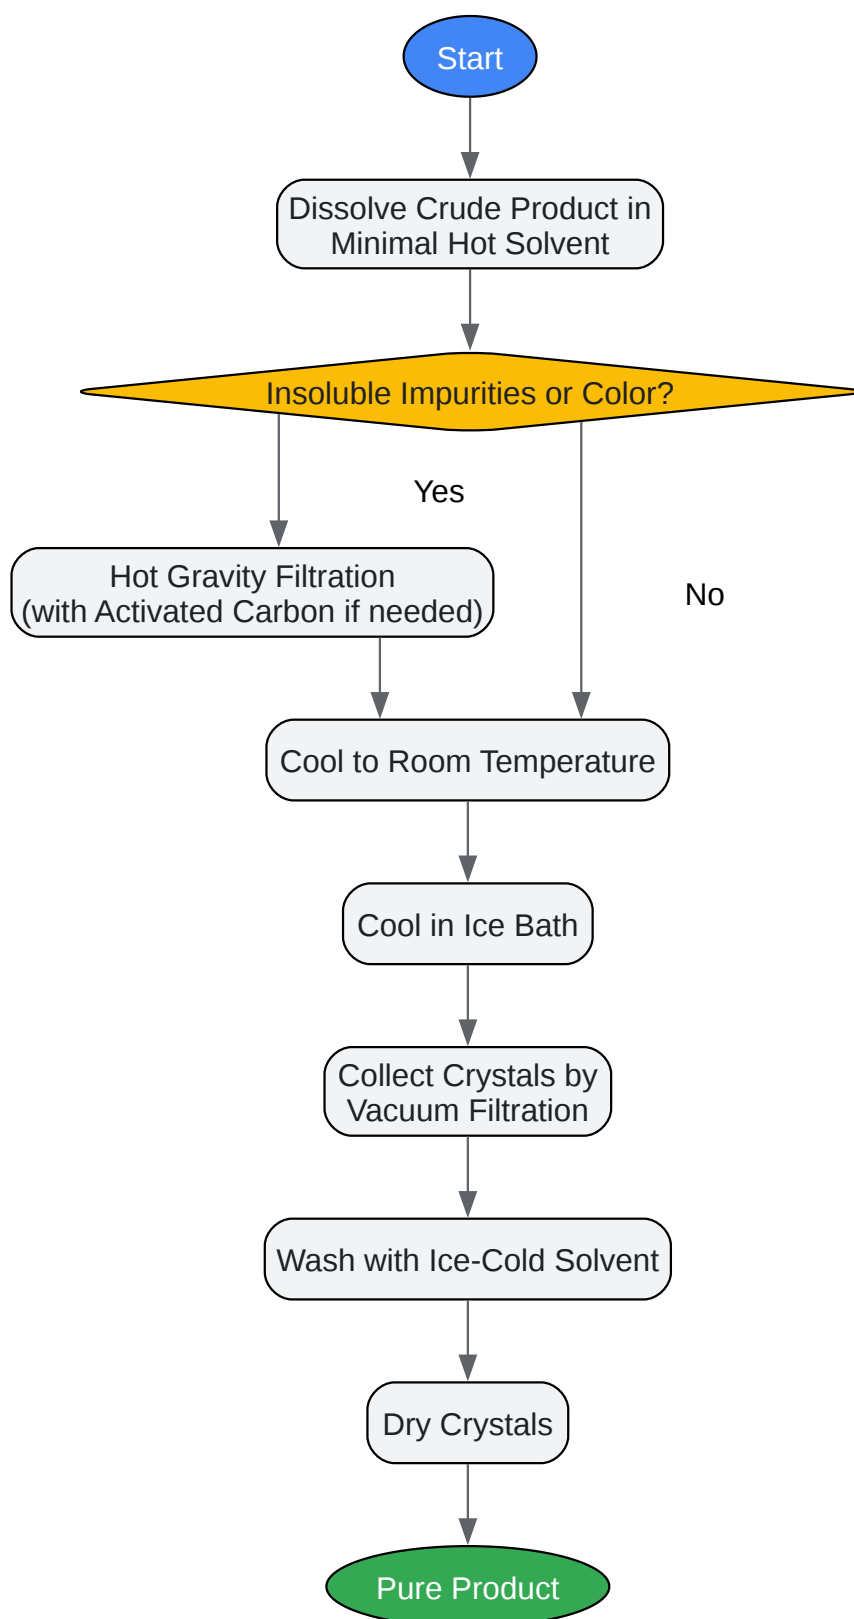 Start
Dissolve Crude Product in
Minimal Hot Solvent
Insoluble Impurities or Color?
Yes
Hot Gravity Filtration
(with Activated Carbon if needed)
No
Cool to Room Temperature
Cool in Ice Bath
Collect Crystals by
Vacuum Filtration
Wash with Ice-Cold Solvent
Dry Crystals
Pure Product